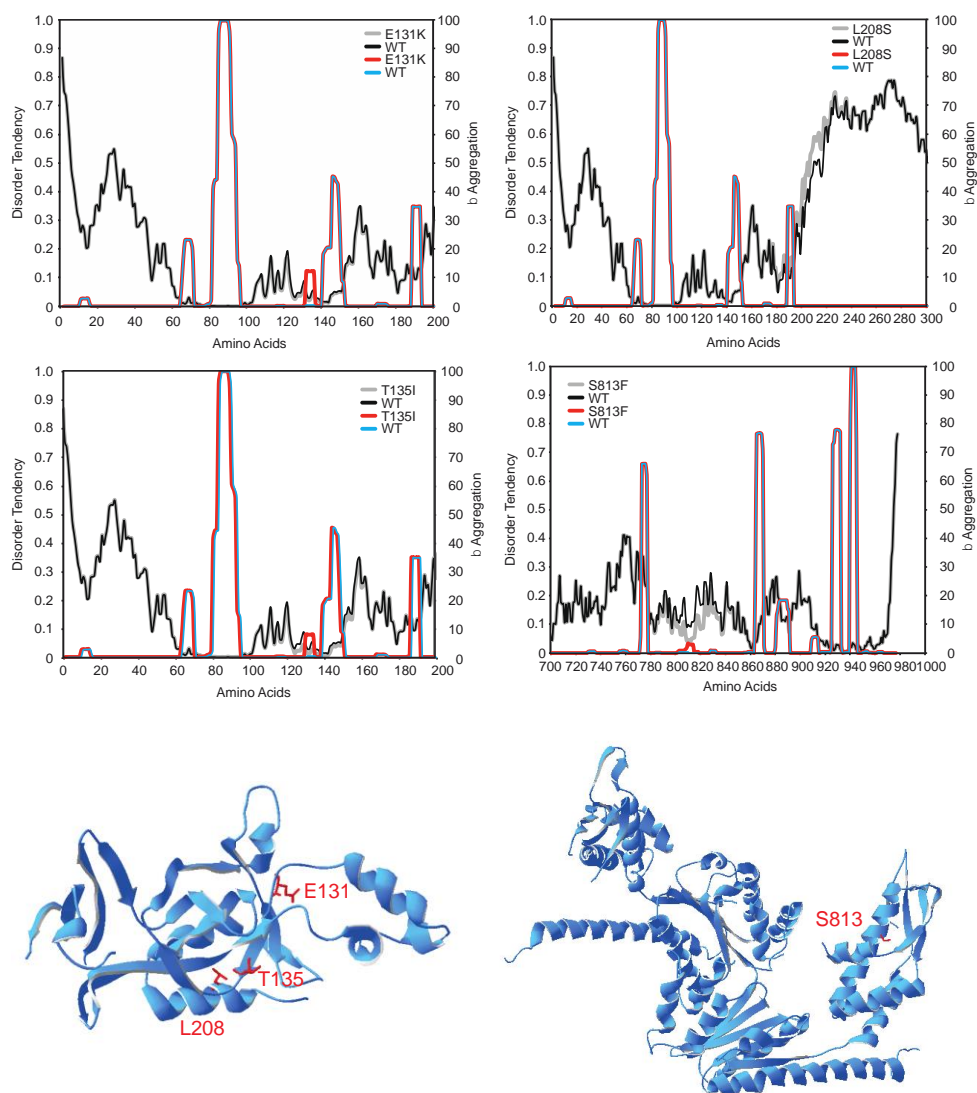 E131K
WT
E131K
WT
Disorder Tendency
1.0
0.9
0.8
0.7
0.6
0.5
0.4
0.3
0.2
0.1
0
100
90
80
70
60
50
40
30
20
10
0
b Aggregation
0 20 40 60 80 100 120 140 160 180 200
Amino Acids
L208S
WT
L208S
WT
Disorder Tendency
1.0
0.9
0.8
0.7
0.6
0.5
0.4
0.3
0.2
0.1
0
100
90
80
70
60
50
40
30
20
10
0
b Aggregation
0 20 40 60 80 100 120 140 160 180 200 220 240 260 280 300
Amino Acids
T135I
WT
T135I
WT
Disorder Tendency
1.0
0.9
0.8
0.7
0.6
0.5
0.4
0.3
0.2
0.1
0
100
90
80
70
60
50
40
30
20
10
0
b Aggregation
0 20 40 60 80 100 120 140 160 180 200
Amino Acids
S813F
WT
S813F
WT
Disorder Tendency
1.0
0.9
0.8
0.7
0.6
0.5
0.4
0.3
0.2
0.1
0
100
90
80
70
60
50
40
30
20
10
0
b Aggregation
700 720 740 760 780 800 820 840 860 880 900 920 940 960 980 1000
Amino Acids
E131
T135
L208
S813